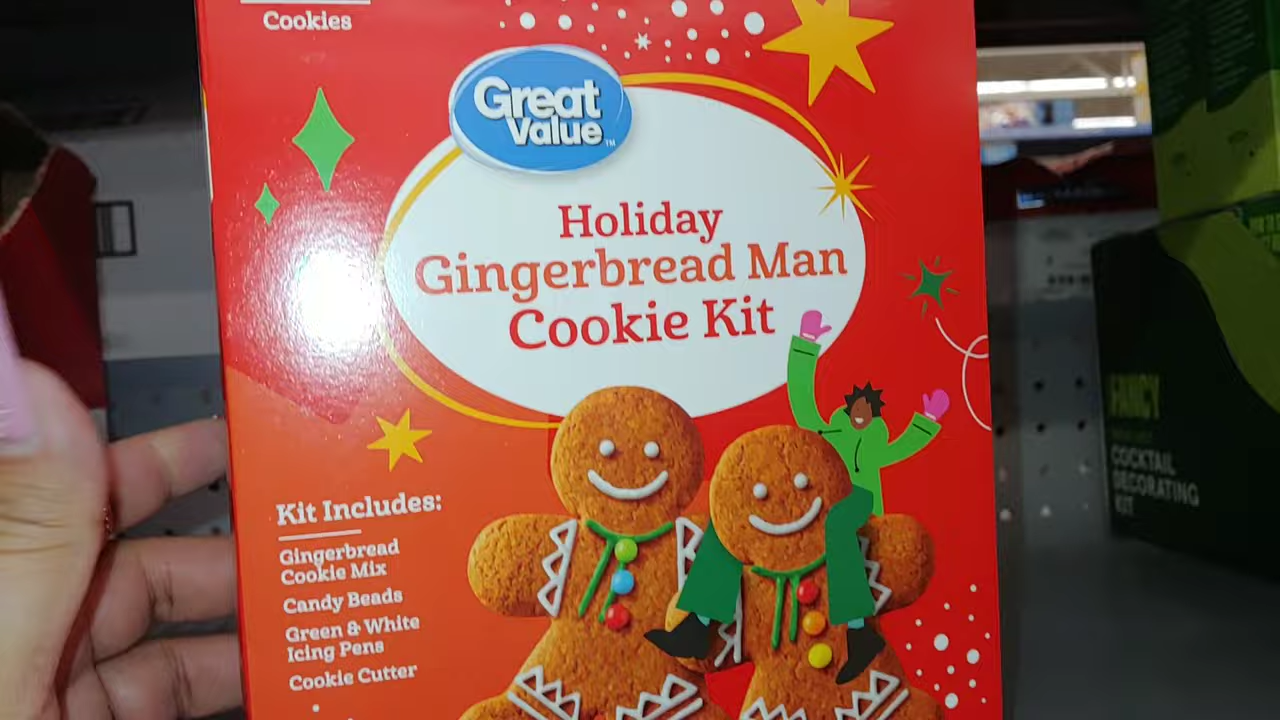 Cookies
Great
Value
TM
Holiday
Gingerbread Man
Cookie Kit
Kit Includes:
Gingerbread
Cookie Mix
Candy Beads
Green & White
Icing Pens
Cookie Cutter
FANCY
COCKTAIL
DECORATING
KIT